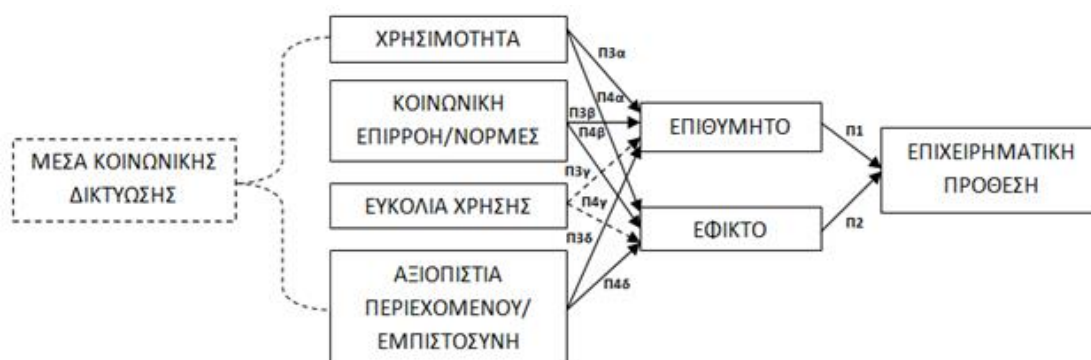 ΜΕΣΑ ΚΟΙΝΩΝΙΚΗΣ
ΔΙΚΤΥΩΣΗΣ
ΧΡΗΣΙΜΟΤΗΤΑ
ΚΟΙΝΩΝΙΚΗ
ΕΠΙΡΡΟΗ/ΝΟΡΜΕΣ
ΕΥΚΟΛΙΑ ΧΡΗΣΗΣ
ΑΞΙΟΠΙΣΤΙΑ
ΠΕΡΙΕΧΟΜΕΝΟΥ/
ΕΜΠΙΣΤΟΣΥΝΗ
Π3α
Π4α
Π3β
Π4β
Π3γ
Π4γ
Π3δ
Π4δ
ΕΠΙΘΥΜΗΤΟ
ΕΦΙΚΤΟ
Π1
Π2
ΕΠΙΧΕΙΡΗΜΑΤΙΚΗ
ΠΡΟΘΕΣΗ